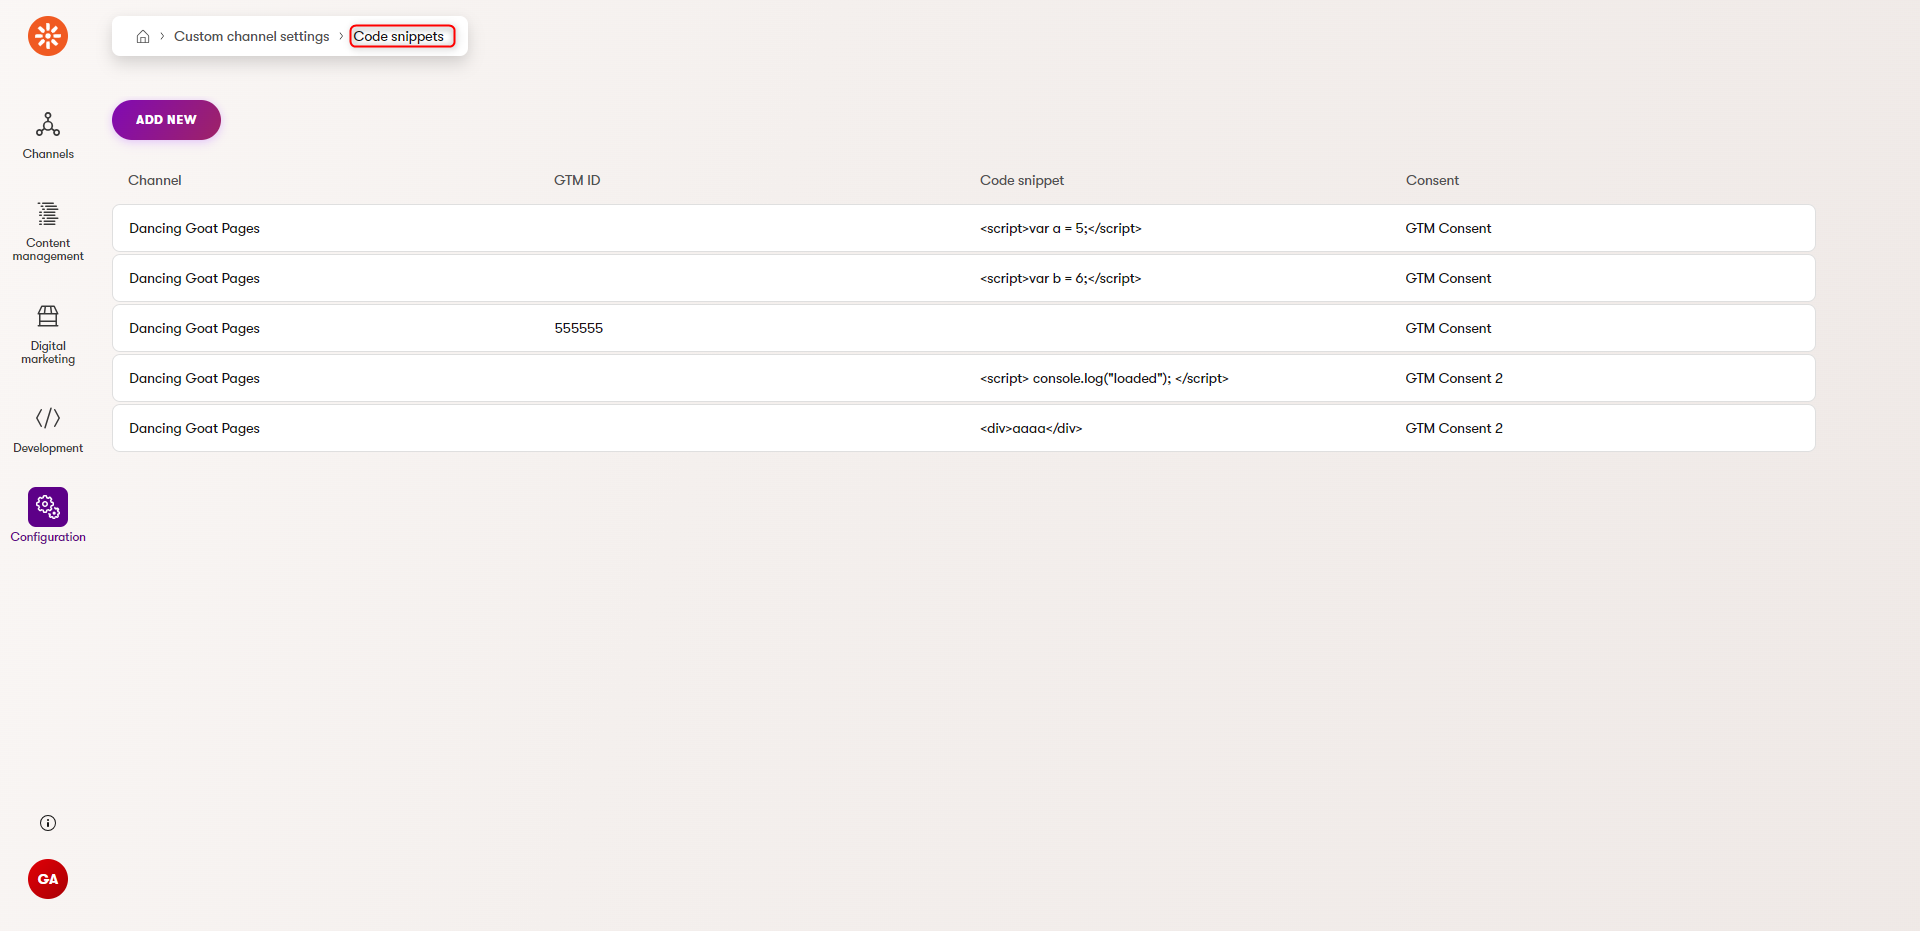 Custom channel settings > Code snippets
ADD NEW
Channels
Content
management
Digital
marketing
Development
Configuration
Channel GTM ID Code snippet Consent
Dancing Goat Pages <script>var a = 5;</script> GTM Consent
Dancing Goat Pages <script>var b = 6;</script> GTM Consent
Dancing Goat Pages 555555 GTM Consent
Dancing Goat Pages <script> console.log("loaded"); </script> GTM Consent 2
Dancing Goat Pages <div>aaaa</div> GTM Consent 2
GA